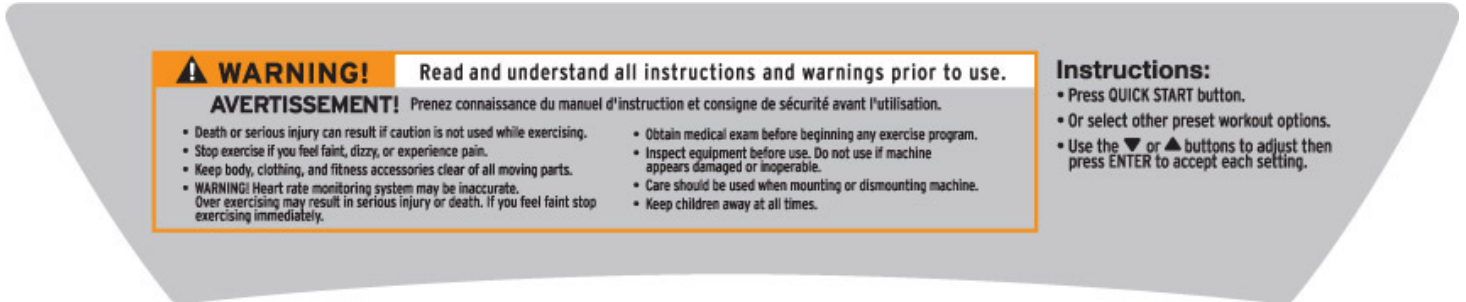 ⚠ WARNING! Read and understand all instructions and warnings prior to use.
AVERTISSEMENT! Prenez connaissance du manuel d'instruction et consigne de sécurité avant l'utilisation.
• Death or serious injury can result if caution is not used while exercising.
• Stop exercise if you feel faint, dizzy, or experience pain.
• Keep body, clothing, and fitness accessories clear of all moving parts.
• WARNING! Heart rate monitoring system may be inaccurate.
Over exercising may result in serious injury or death. If you feel faint stop
exercising immediately.
• Obtain medical exam before beginning any exercise program.
• Inspect equipment before use. Do not use if machine
appears damaged or inoperable.
• Care should be used when mounting or dismounting machine.
• Keep children away at all times.
Instructions:
• Press QUICK START button.
• Or select other preset workout options.
• Use the ▼ or ▲ buttons to adjust then
press ENTER to accept each setting.